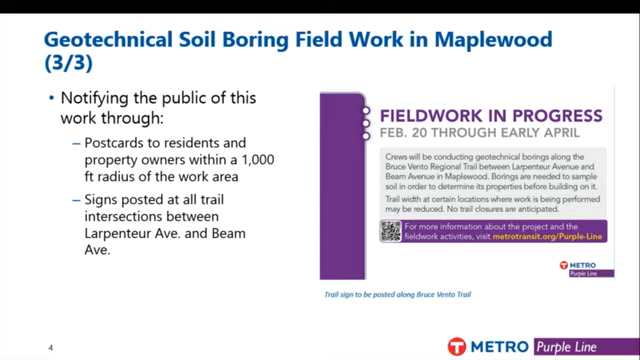 Geotechnical Soil Boring Field Work in Maplewood
(3/3)
• Notifying the public of this
work through:
– Postcards to residents and
property owners within a 1,000
ft radius of the work area
– Signs posted at all trail
intersections between
Larpenteur Ave. and Beam
Ave.
FIELDWORK IN PROGRESS
FEB. 20 THROUGH EARLY APRIL
Crews will be conducting geotechnical borings along the
Bruce Vento Regional Trail between Larpenteur Avenue and
Beam Avenue in Maplewood. Borings are needed to sample
soil in order to determine its properties before building on it.
Trail width at certain locations where work is being performed
may be reduced. No trail closures are anticipated.
For more information about the project and the
fieldwork activities, visit metrotransit.org/Purple-Line
METRO
Purple Line
Trail sign to be posted along Bruce Vento Trail
4
T METRO Purple Line